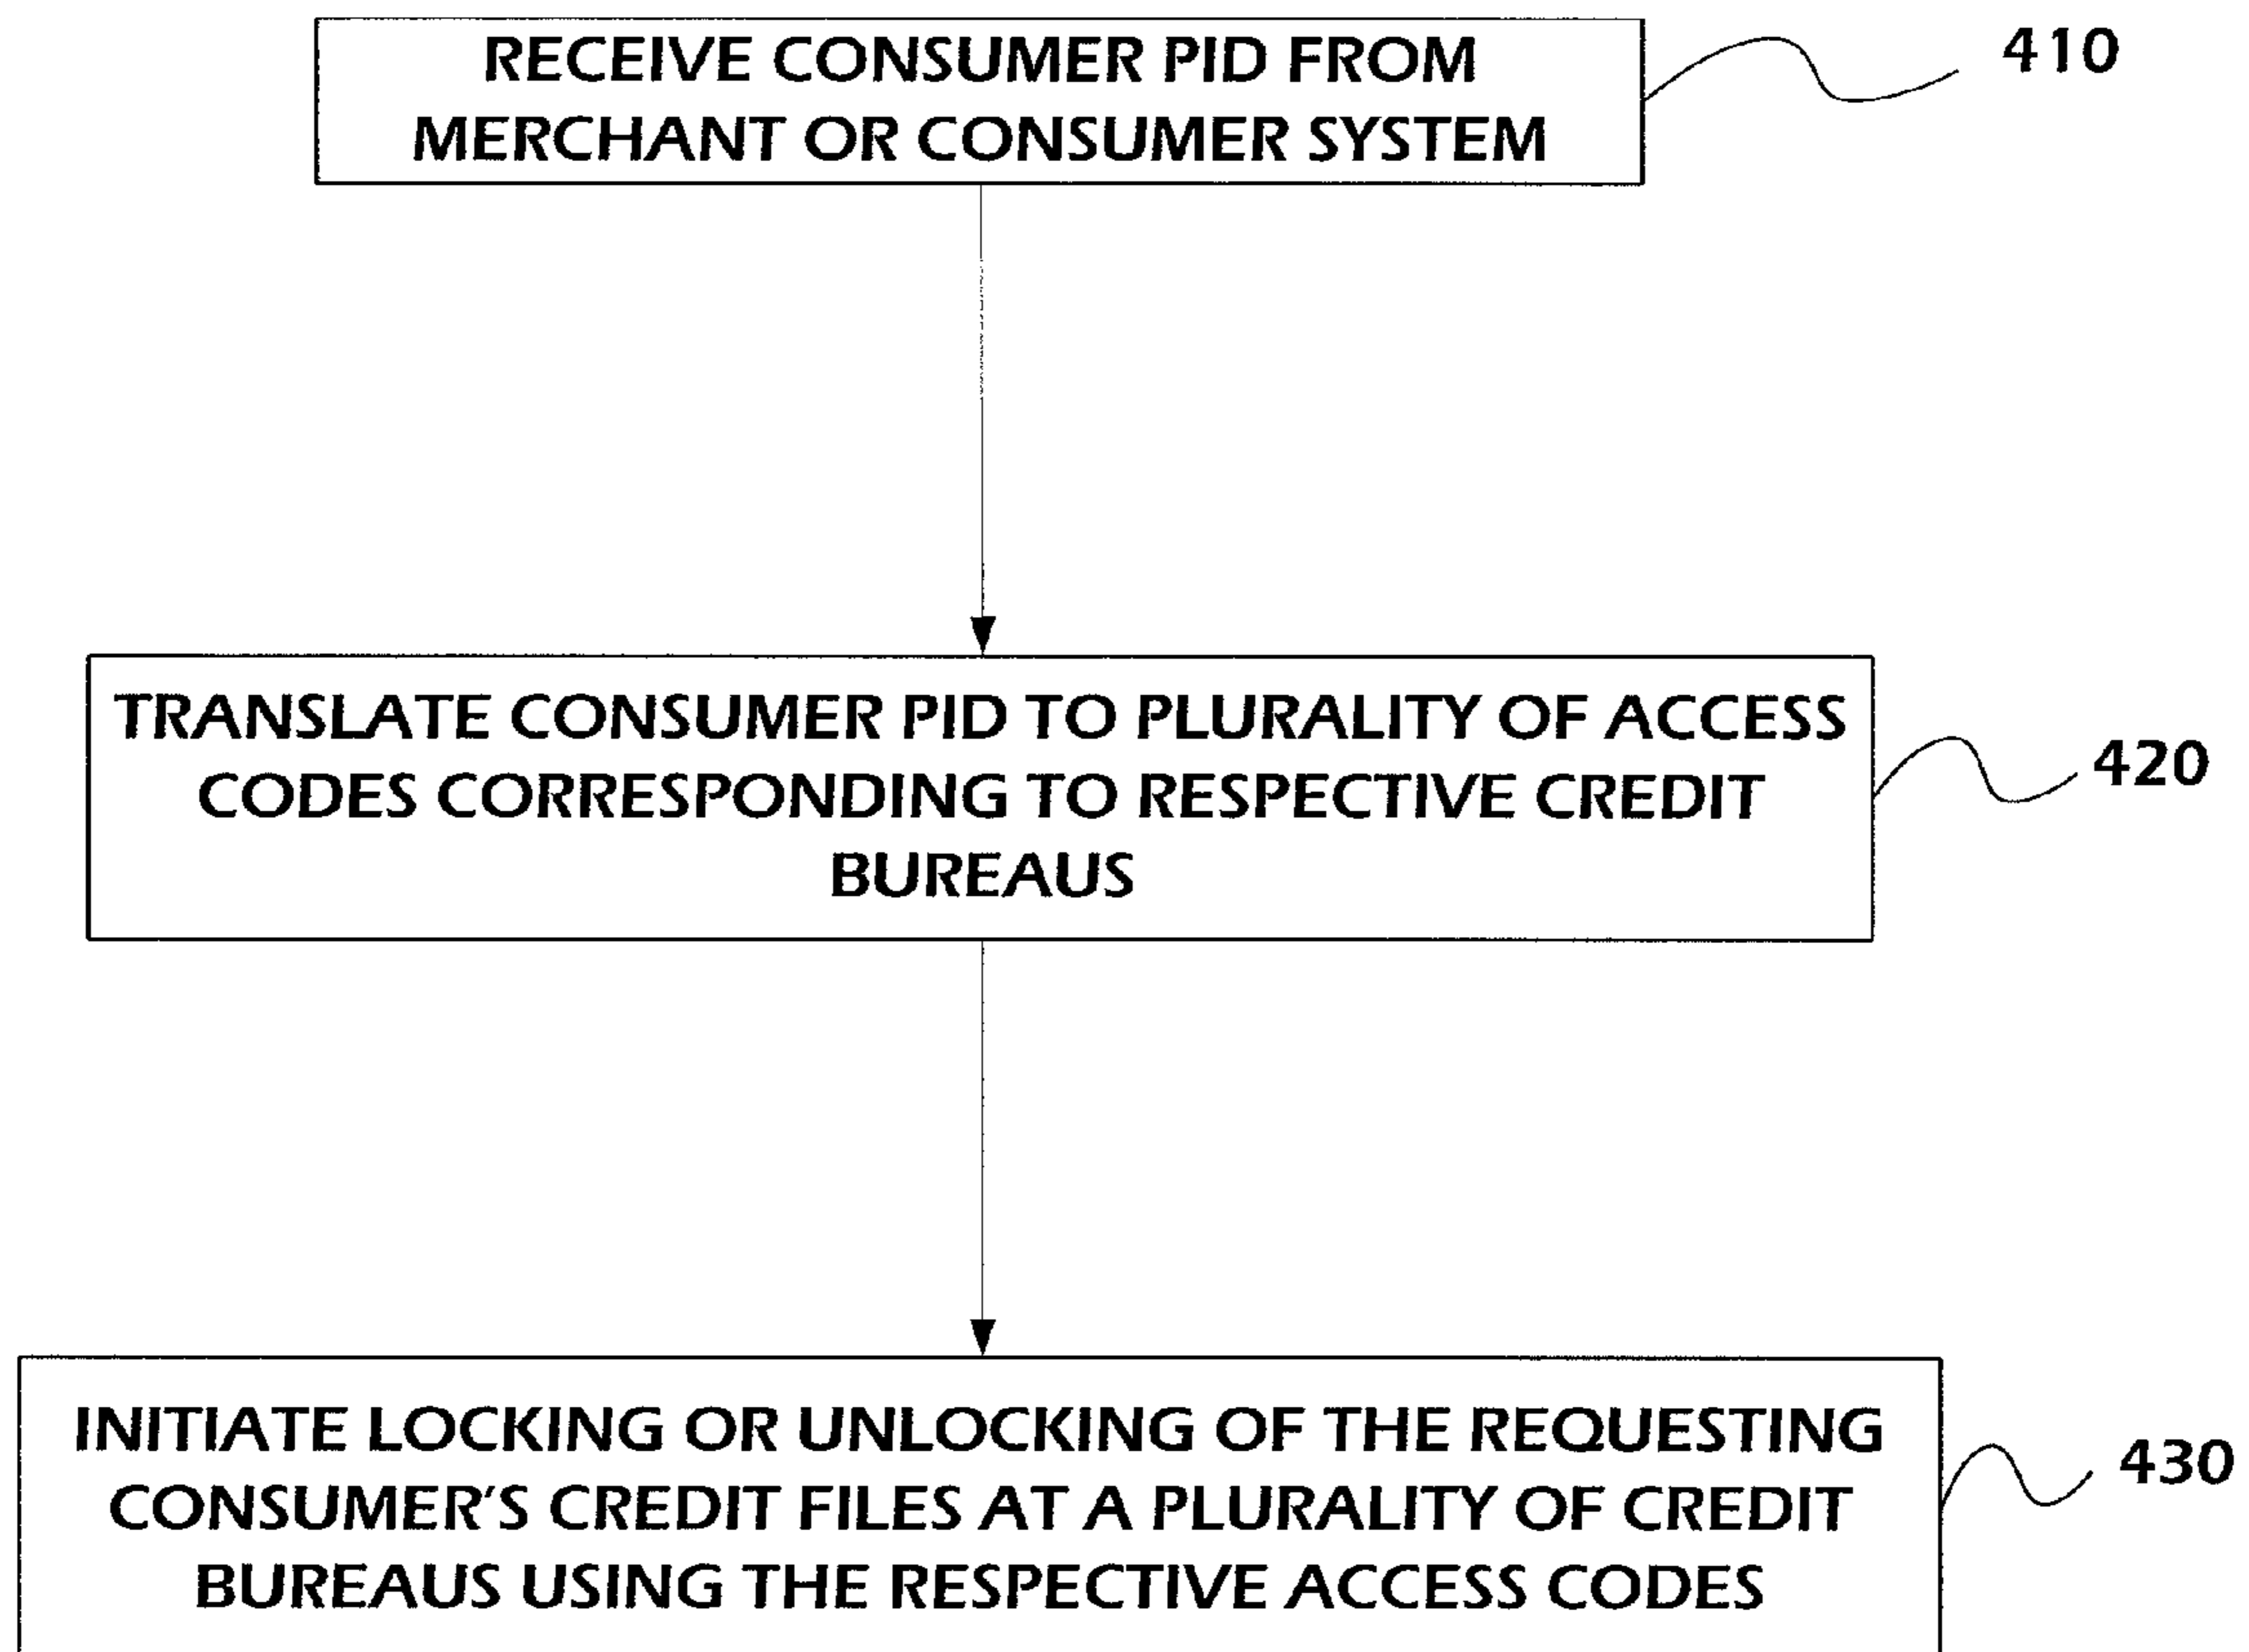 RECEIVE CONSUMER PID FROM
MERCHANT OR CONSUMER SYSTEM
410
TRANSLATE CONSUMER PID TO PLURALITY OF ACCESS
CODES CORRESPONDING TO RESPECTIVE CREDIT
BUREAUS
420
INITIATE LOCKING OR UNLOCKING OF THE REQUESTING
CONSUMER'S CREDIT FILES AT A PLURALITY OF CREDIT
BUREAUS USING THE RESPECTIVE ACCESS CODES
430